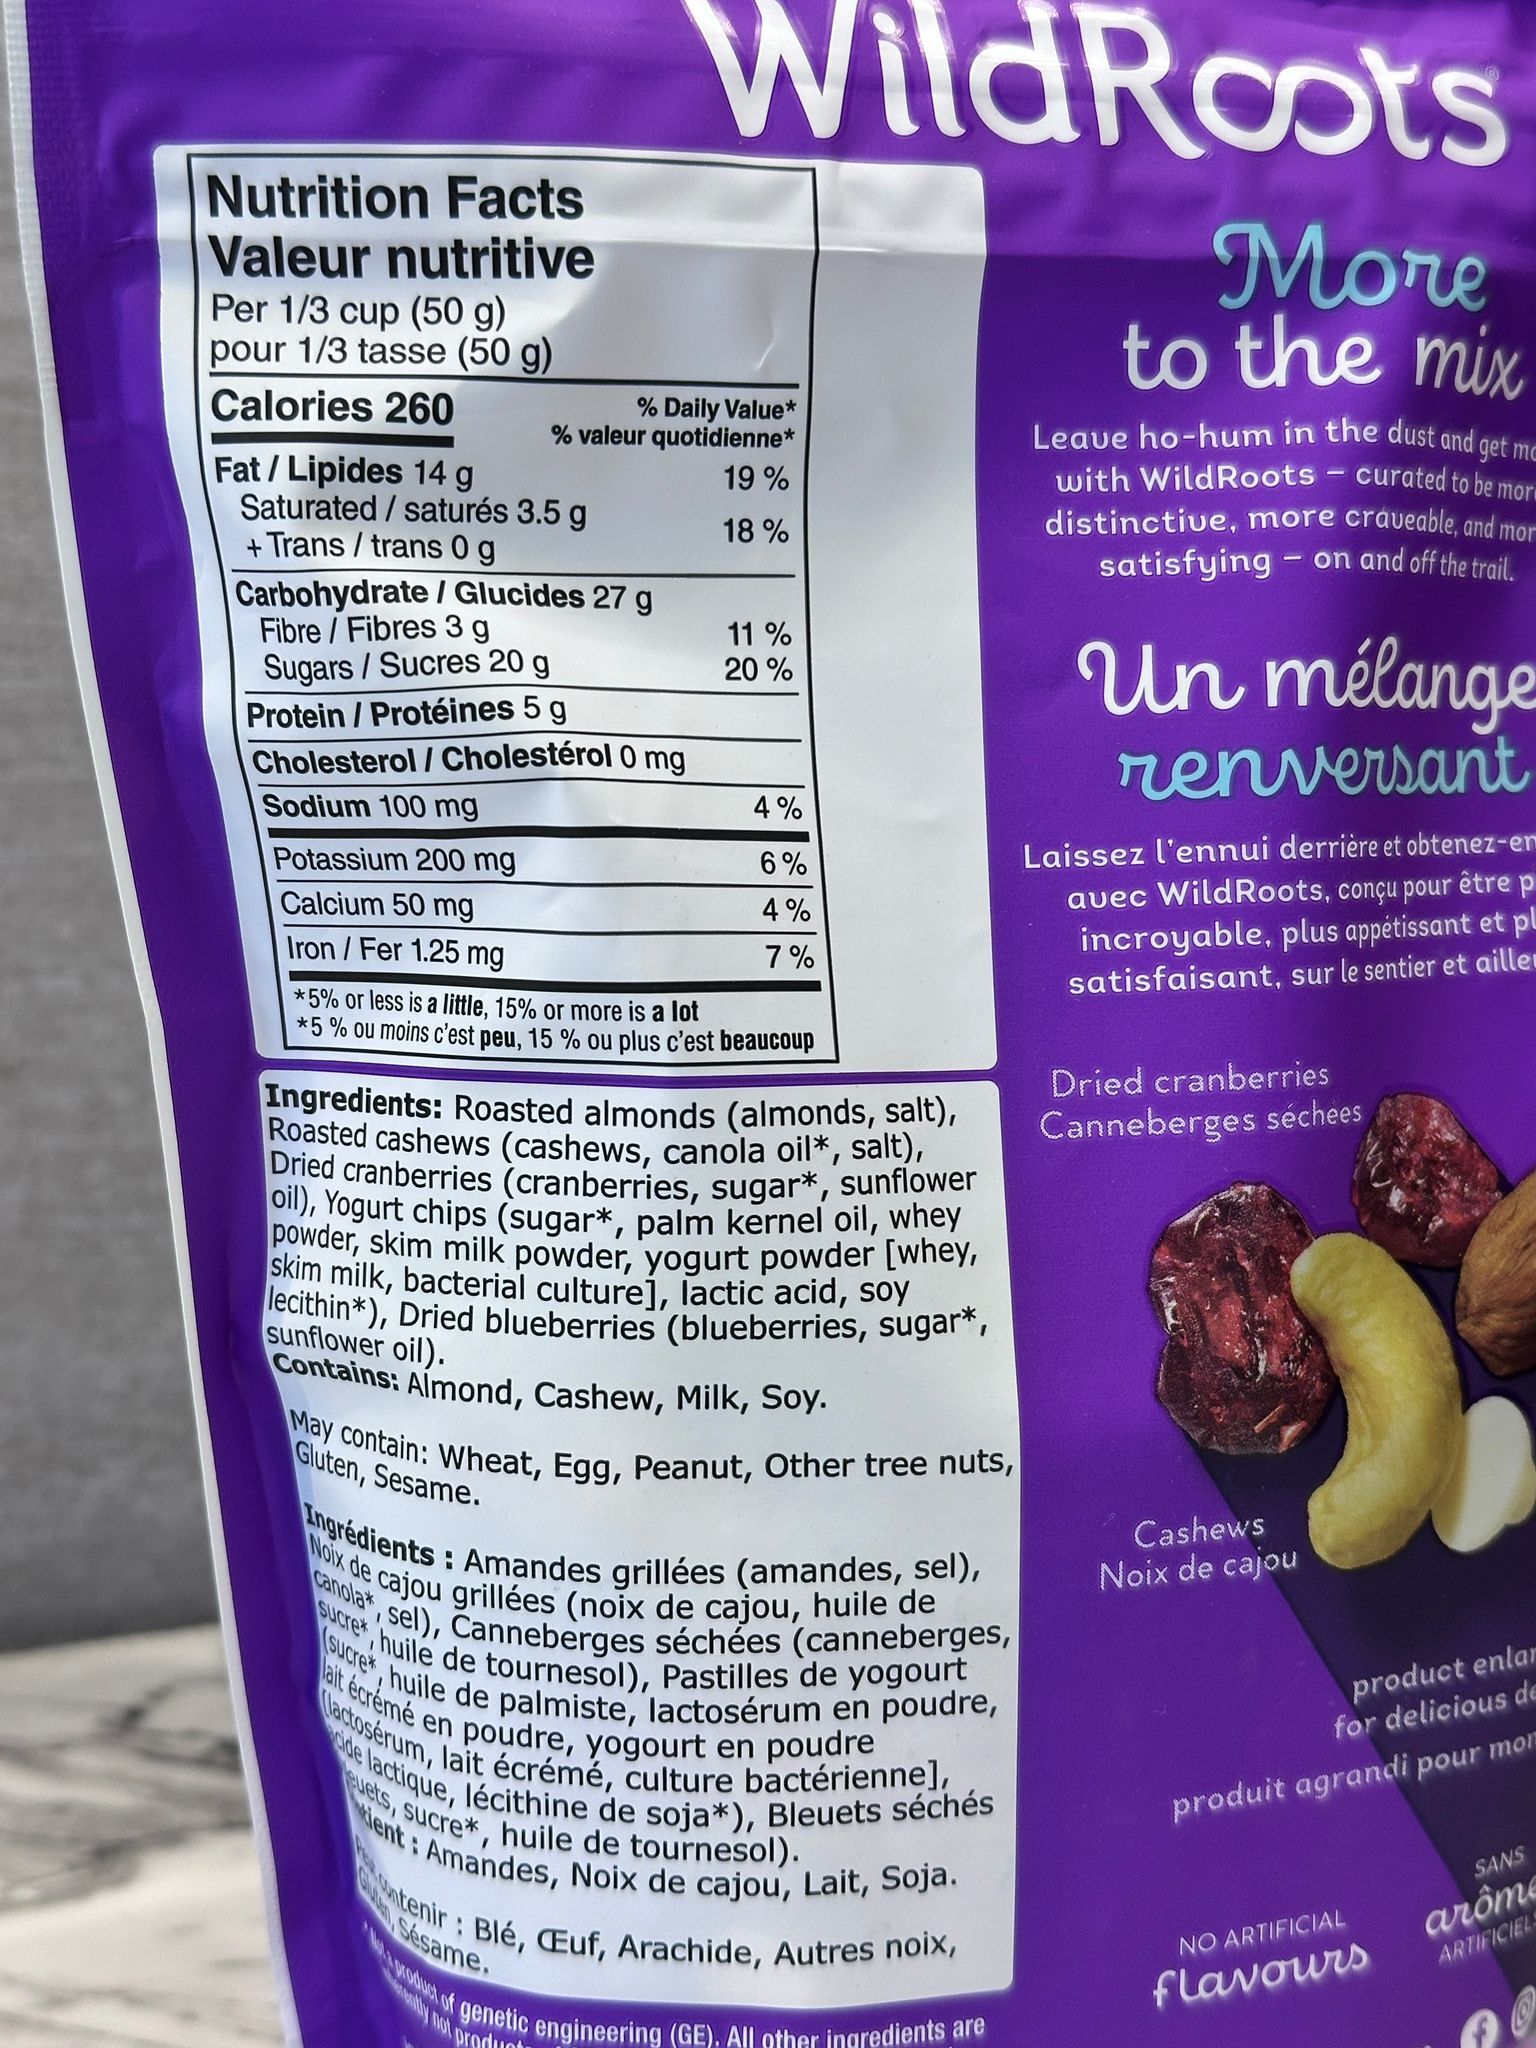 WildRoots®
Nutrition Facts
Valeur nutritive
Per 1/3 cup (50 g)
pour 1/3 tasse (50 g)
Calories 260
% Daily Value*
% valeur quotidienne*
Fat / Lipides 14 g 19 %
Saturated / saturés 3.5 g
+ Trans / trans 0 g 18 %
Carbohydrate / Glucides 27 g
Fibre / Fibres 3 g 11 %
Sugars / Sucres 20 g 20 %
Protein / Protéines 5 g
Cholesterol / Cholestérol 0 mg
Sodium 100 mg 4 %
Potassium 200 mg 6 %
Calcium 50 mg 4 %
Iron / Fer 1.25 mg 7 %
*5% or less is a little, 15% or more is a lot
*5 % ou moins c'est peu, 15 % ou plus c'est beaucoup
Ingredients: Roasted almonds (almonds, salt),
Roasted cashews (cashews, canola oil*, salt),
Dried cranberries (cranberries, sugar*, sunflower
oil), Yogurt chips (sugar*, palm kernel oil, whey
powder, skim milk powder, yogurt powder [whey,
skim milk, bacterial culture], lactic acid, soy
lecithin*), Dried blueberries (blueberries, sugar*,
sunflower oil).
Contains: Almond, Cashew, Milk, Soy.
May contain: Wheat, Egg, Peanut, Other tree nuts,
Gluten, Sesame.
Ingrédients : Amandes grillées (amandes, sel),
Noix de cajou grillées (noix de cajou, huile de
canola*, sel), Canneberges séchées (canneberges,
sucre*, huile de tournesol), Pastilles de yogourt
(sucre*, huile de palmiste, lactosérum en poudre,
lait écrémé en poudre, yogourt en poudre
[lactosérum, lait écrémé, culture bactérienne],
acide lactique, lécithine de soja*), Bleuets séchés
sucre*, huile de tournesol).
: Amandes, Noix de cajou, Lait, Soja.
contenir : Blé, Œuf, Arachide, Autres noix,
Gluten, Sésame.
* Not a product of genetic engineering (GE). All other ingredients are
not
More
to the mix
Leave ho-hum in the dust and get
with WildRoots – curated to be
distinctive, more craveable, and
satisfying – on and off the trail.
Un mélange
renversant
Laissez l'ennui derrière et obtenez-en
avec WildRoots, conçu pour être
incroyable, plus appétissant et
satisfaisant, sur le sentier et
Dried cranberries
Canneberges séchées
Cashews
Noix de cajou
product
for delicious
produit agrandi pour
NO ARTIFICIAL
flavours
SANS
arôme
ARTIFICIELS
f